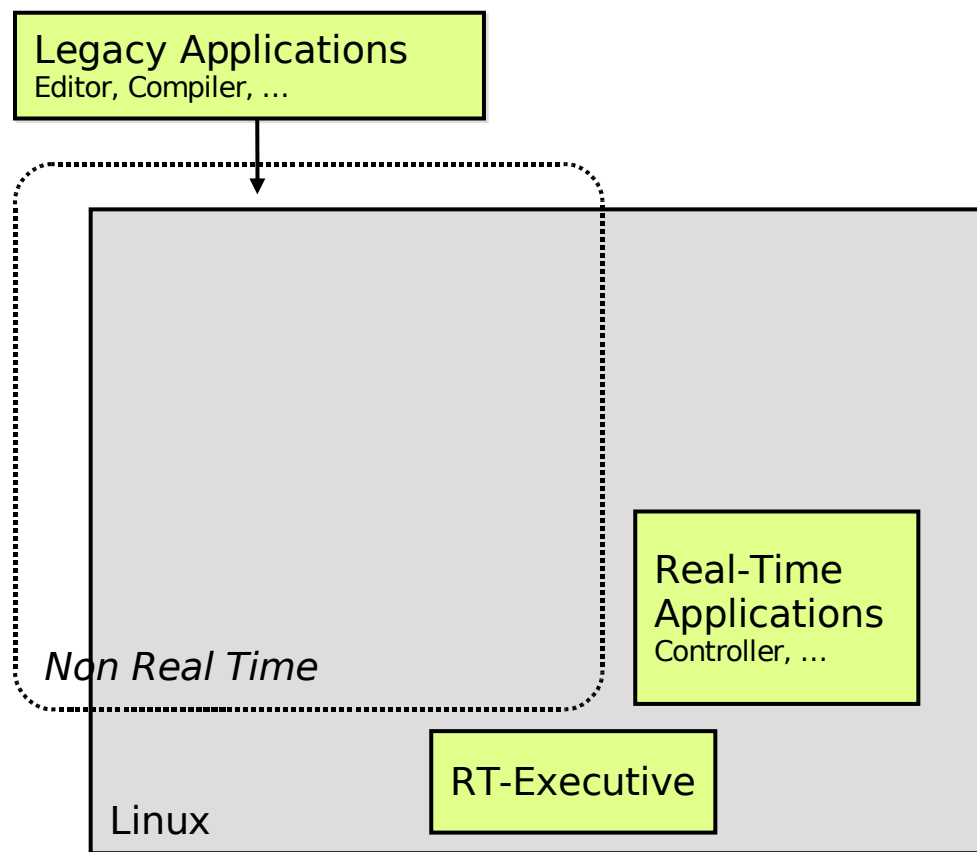 Legacy Applications
Editor, Compiler, …
Real-Time
Applications
Controller, …
Non Real Time
RT-Executive
Linux